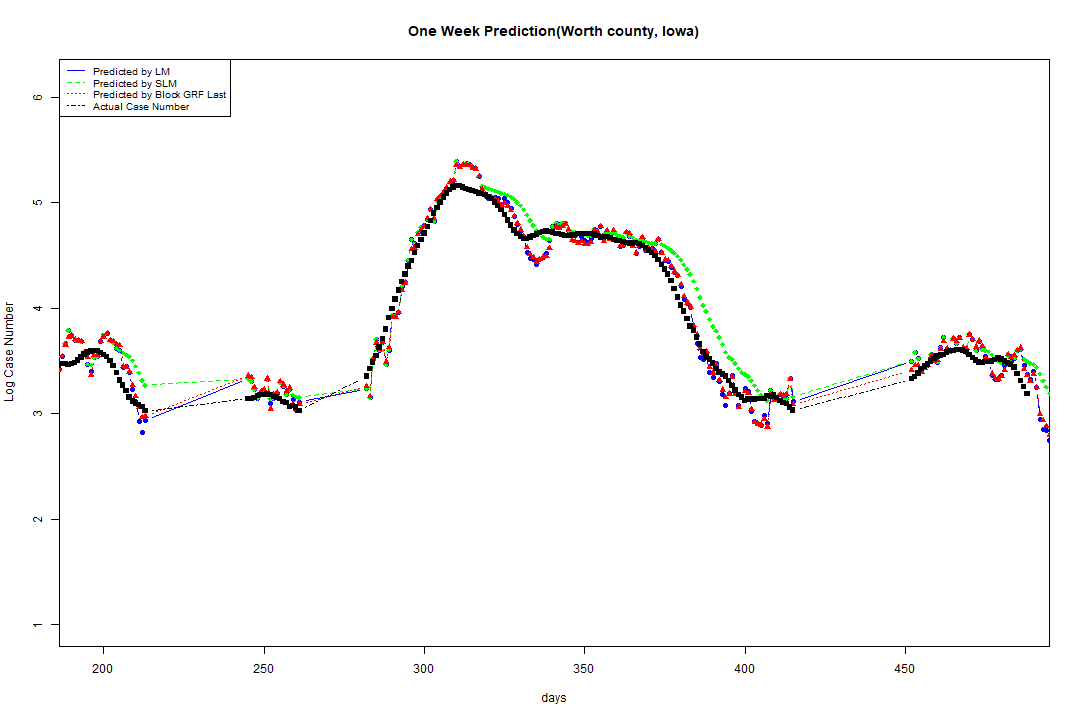 One Week Prediction(Worth county, Iowa)
Predicted by LM
Predicted by SLM
Predicted by Block GRF Last
Actual Case Number
6
5
4
3
2
1
Log Case Number
200 250 300 350 400 450
days